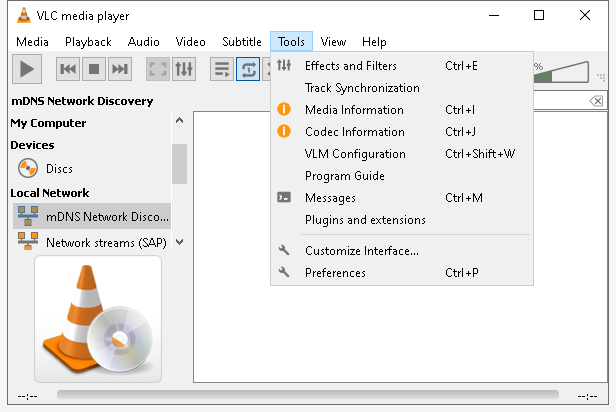 VLC media player
Media Playback Audio Video Subtitle Tools View Help
%
mDNS Network Discovery
My Computer
Devices
Discs
Local Network
mDNS Network Disco...
Network streams (SAP)
Effects and Filters Ctrl+E
Track Synchronization
Media Information Ctrl+I
Codec Information Ctrl+J
VLM Configuration Ctrl+Shift+W
Program Guide
Messages Ctrl+M
Plugins and extensions
Customize Interface...
Preferences Ctrl+P
--:-- --:--